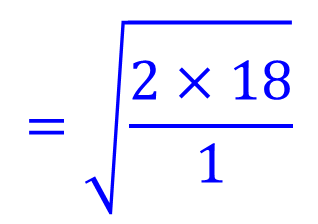 = √(2 × 18 / 1)